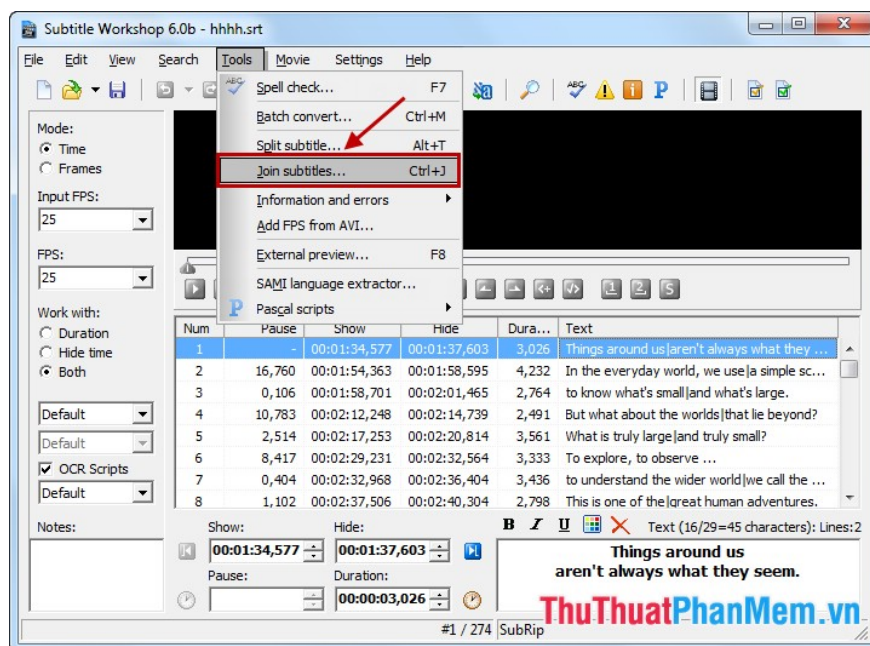 Subtitle Workshop 6.0b - hhhh.srt
File Edit View Search Tools Movie Settings Help
ABC Spell check... F7
Batch convert... Ctrl+M
Split subtitle... Alt+T
Join subtitles... Ctrl+J
Information and errors
Add FPS from AVI...
External preview... F8
SAMI language extractor...
P Pascal scripts
ABC P
Mode:
Time
Frames
Input FPS:
25
FPS:
25
Work with:
Duration
Hide time
Both
Default
Default
OCR Scripts
Default
1 2 S
Num Pause Show Hide Dura... Text
1 - 00:01:34,577 00:01:37,603 3,026 Things around us|aren't always what they ...
2 16,760 00:01:54,363 00:01:58,595 4,232 In the everyday world, we use|a simple sc...
3 0,106 00:01:58,701 00:02:01,465 2,764 to know what's small|and what's large.
4 10,783 00:02:12,248 00:02:14,739 2,491 But what about the worlds|that lie beyond?
5 2,514 00:02:17,253 00:02:20,814 3,561 What is truly large|and truly small?
6 8,417 00:02:29,231 00:02:32,564 3,333 To explore, to observe ...
7 0,404 00:02:32,968 00:02:36,404 3,436 to understand the wider world|we call the ...
8 1,102 00:02:37,506 00:02:40,304 2,798 This is one of the|great human adventures.
Notes:
Show: Hide:
00:01:34,577 00:01:37,603
Pause: Duration:
00:00:03,026
B I U Text (16/29=45 characters): Lines:2
Things around us
aren't always what they seem.
ThuThuatPhanMem.vn
#1 / 274 SubRip